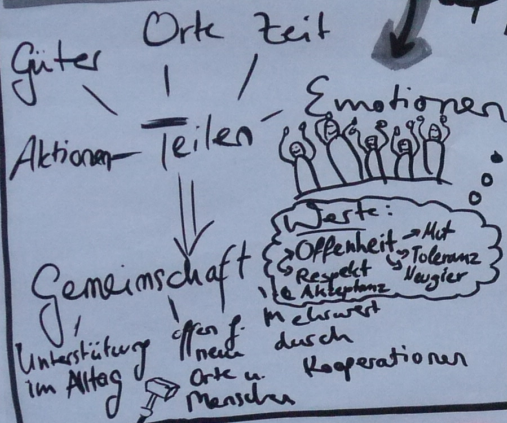 Orte Zeit
Güter
Emotionen
Aktionen
Teilen
Werte:
Offenheit → Mut
Toleranz
Neugier
Respekt
Akzeptanz
Gemeinschaft
Unterstützung
im Alltag
offen f.
neue
Orte u.
Menschen
Mehrwert
durch
Kooperationen